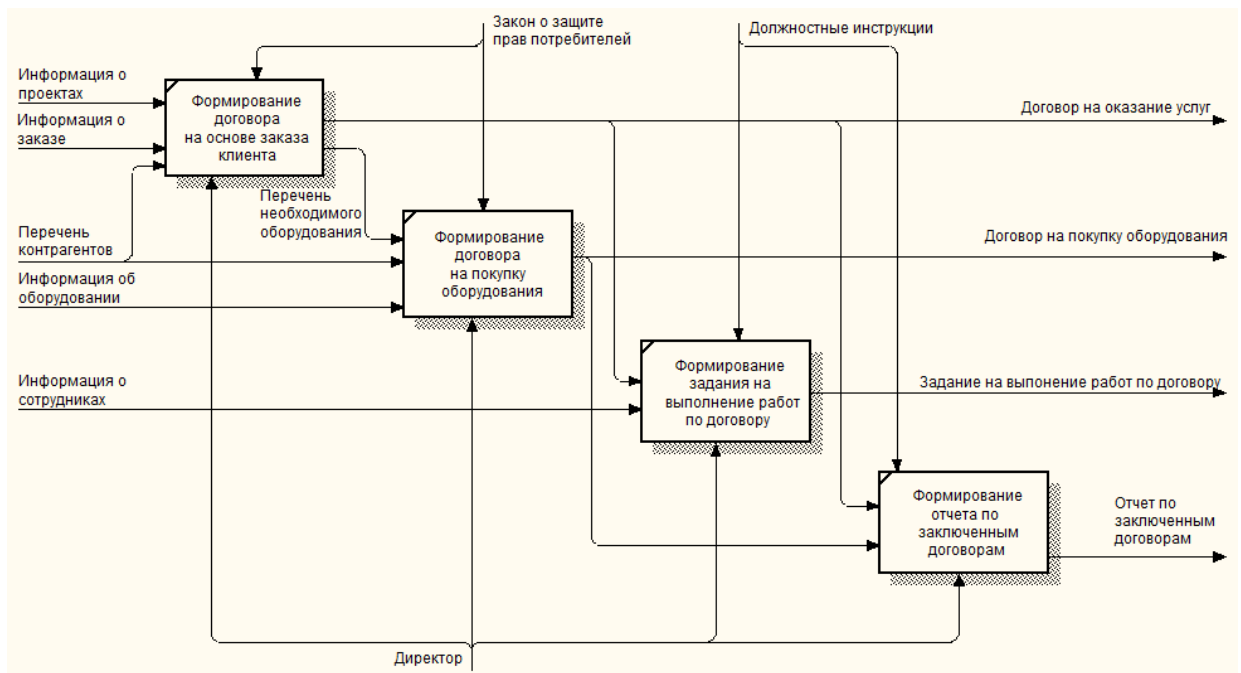 Закон о защите
прав потребителей
Должностные инструкции
Информация о
проектах
Информация о
заказе
Формирование
договора
на основе заказа
клиента
Договор на оказание услуг
Перечень
необходимого
оборудования
Перечень
контрагентов
Информация об
оборудовании
Формирование
договора
на покупку
оборудования
Договор на покупку оборудования
Информация о
сотрудниках
Формирование
задания на
выполнение работ
по договору
Задание на выпонение работ по договору
Формирование
отчета по
заключенным
договорам
Отчет по
заключенным
договорам
Директор